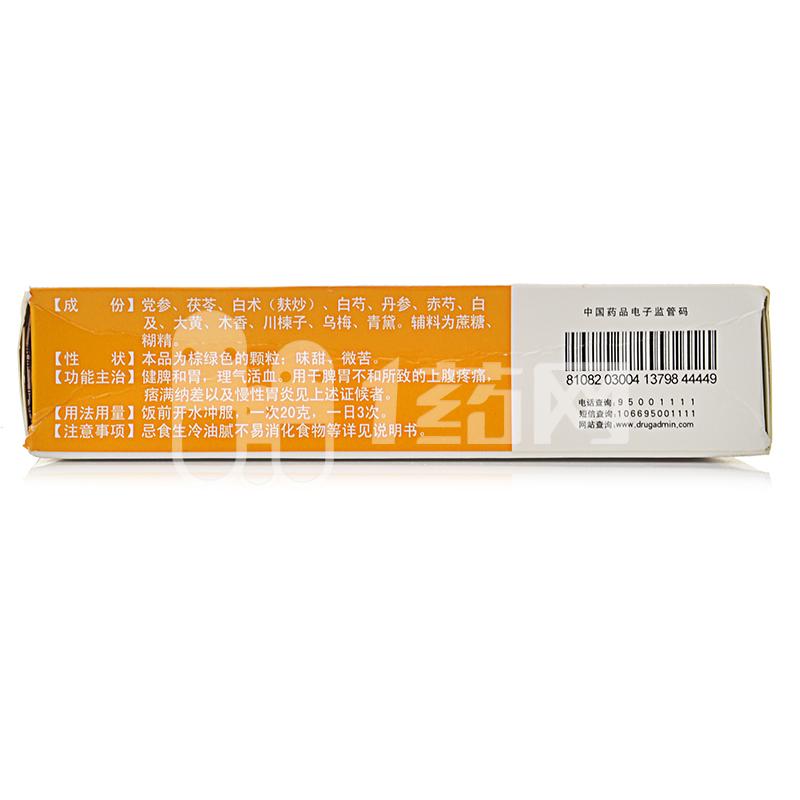 【成 份】党参、茯苓、白术（麸炒）、白芍、丹参、赤芍、白
及、大黄、木香、川楝子、乌梅、青黛。辅料为蔗糖、
糊精。
【性 状】本品为棕绿色的颗粒；味甜、微苦。
【功能主治】健脾和胃，理气活血。用于脾胃不和所致的上腹疼痛，
痞满纳差以及慢性胃炎见上述证候者。
【用法用量】饭前开水冲服，一次20克，一日3次。
【注意事项】忌食生冷油腻不易消化食物等详见说明书。
中国药品电子监管码
81082 03004 13798 44449
电话查询:95001111
短信查询:106695001111
网站查询:www.drugadmin.com
1药网